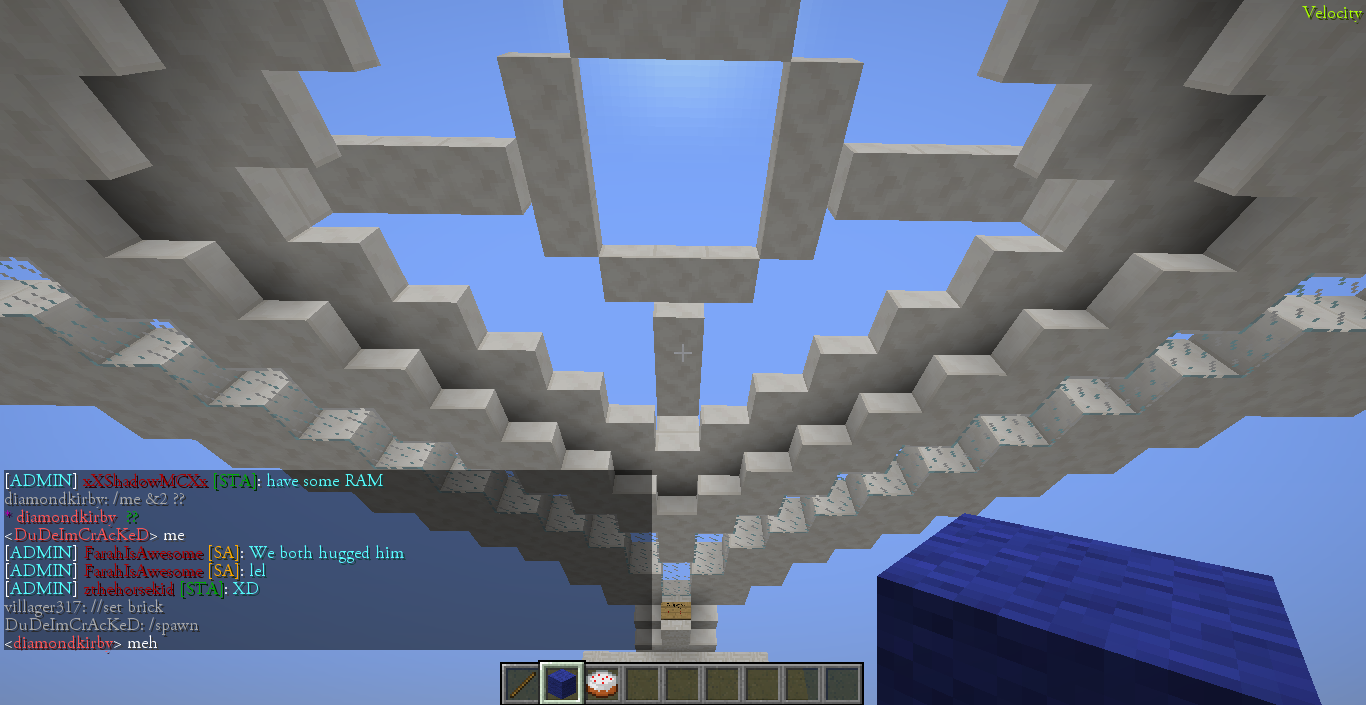 Velocity
[ADMIN] xXShadowMCXx [STA]: have some RAM
diamondkirby: /me &2 ??
* diamondkirby ??
<DuDeImCrAcKeD> me
[ADMIN] FarahIsAwesome [SA]: We both hugged him
[ADMIN] FarahIsAwesome [SA]: lel
[ADMIN] zthehorsekid [STA]: XD
villager317: //set brick
DuDeImCrAcKeD: /spawn
<diamondkirby> meh